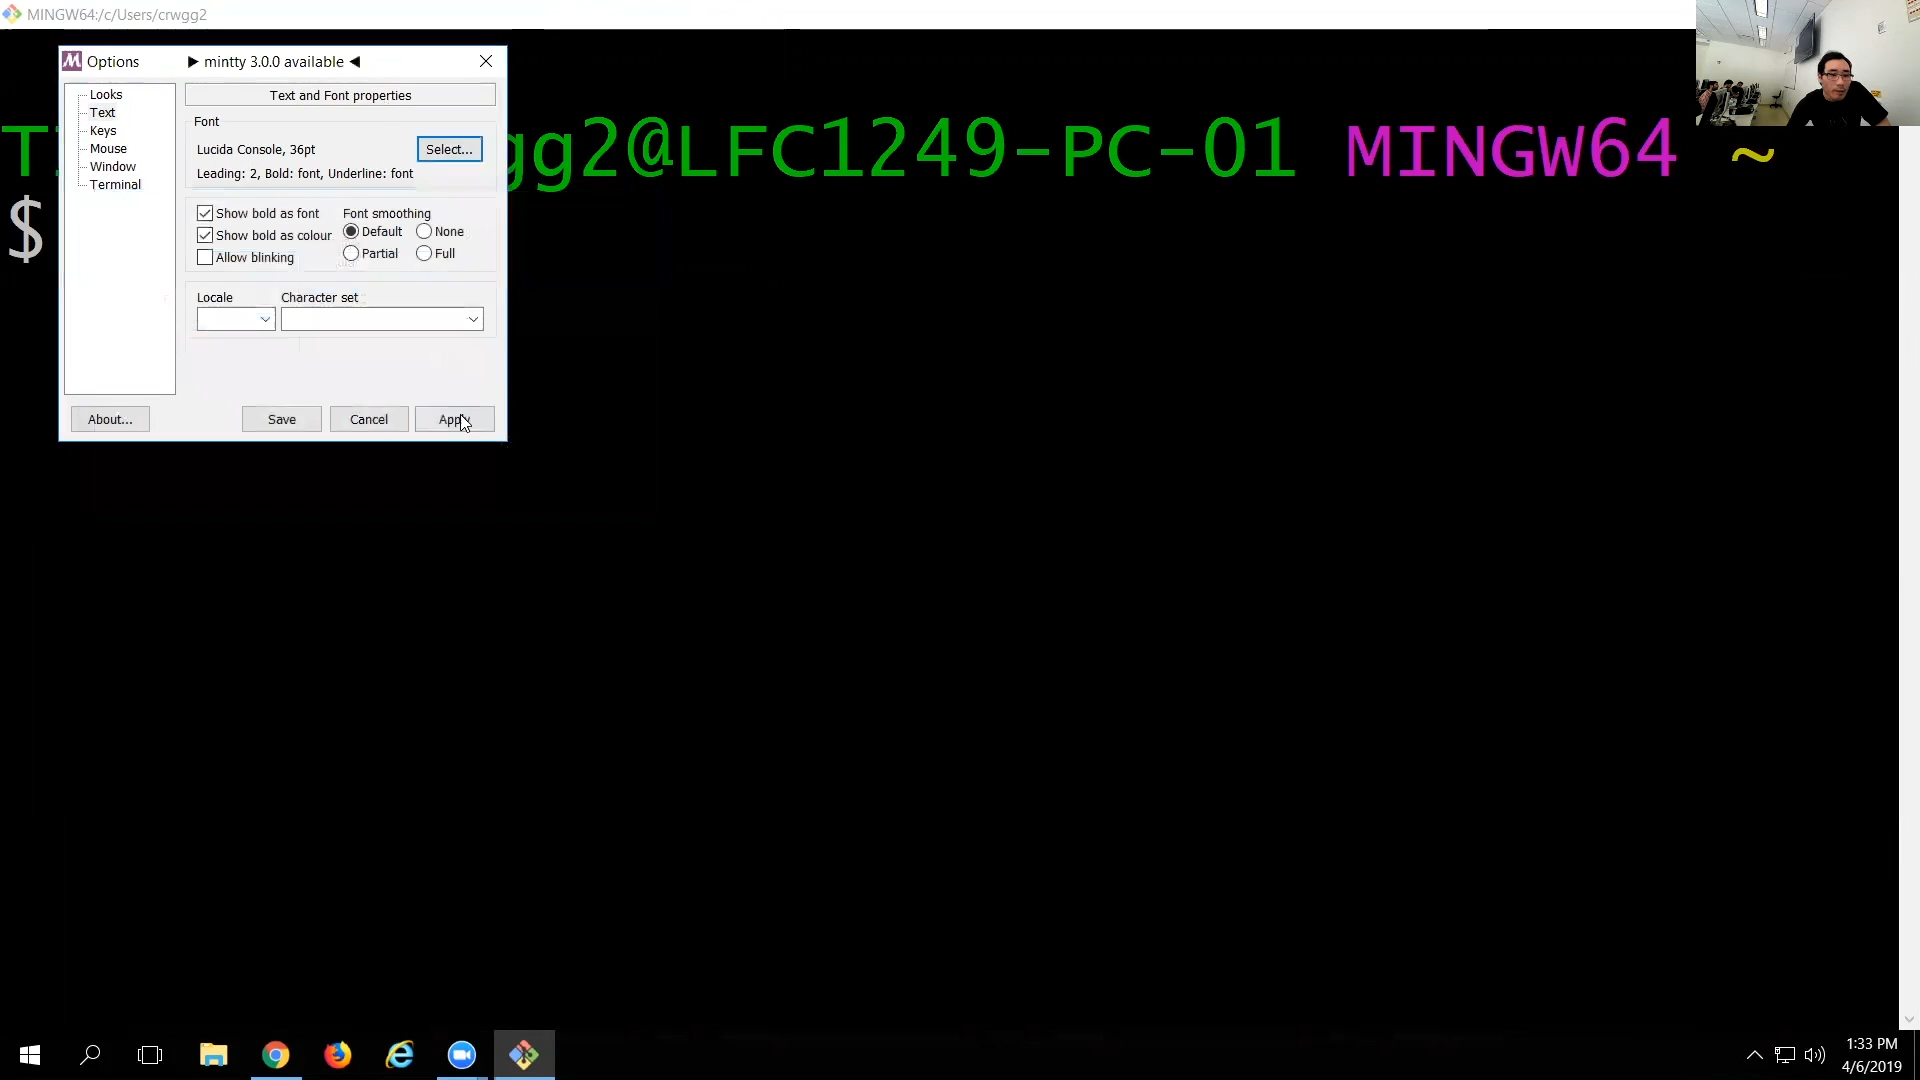 MINGW64:/c/Users/crwgg2
Options
▶ mintty 3.0.0 available ◀
Looks
Text
Keys
Mouse
Window
Terminal
Text and Font properties
Font
Lucida Console, 36pt
Select...
Leading: 2, Bold: font, Underline: font
Show bold as font
Show bold as colour
Allow blinking
Font smoothing
Default
None
Partial
Full
Locale
Character set
About...
Save
Cancel
gg2@LFC1249-PC-01 MINGW64 ~
$
1:33 PM
4/6/2019